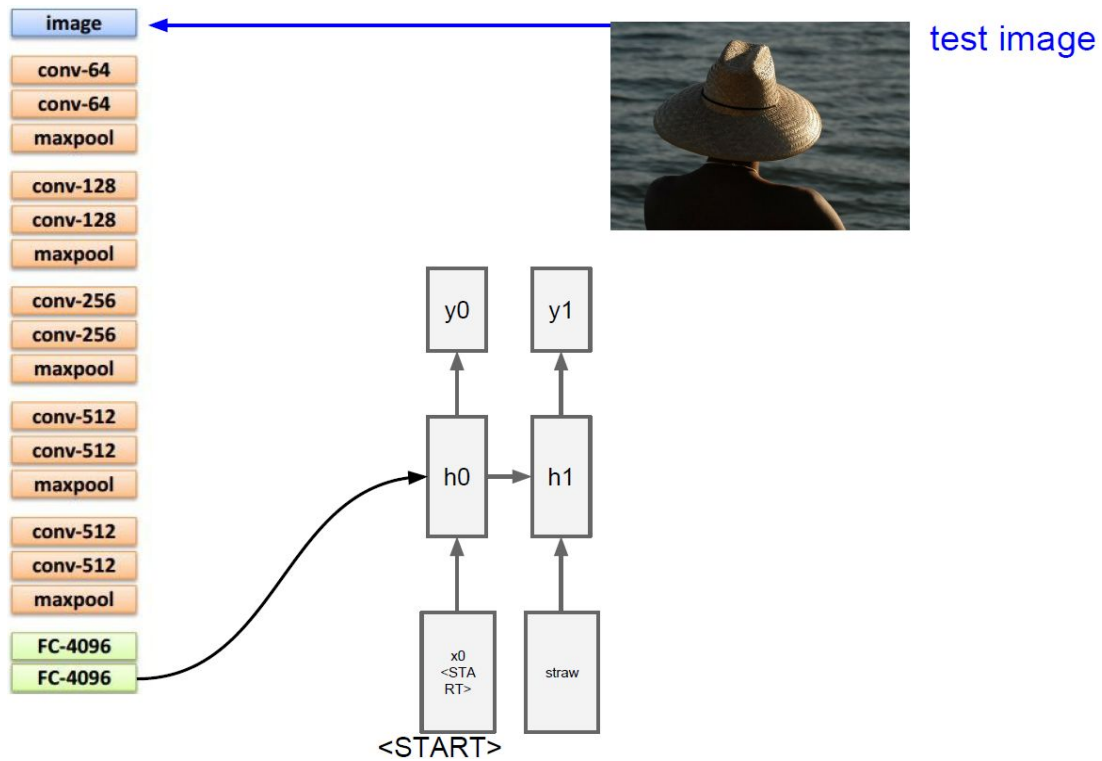 image
test image
conv-64
conv-64
maxpool
conv-128
conv-128
maxpool
conv-256
conv-256
maxpool
conv-512
conv-512
maxpool
conv-512
conv-512
maxpool
FC-4096
FC-4096
y0
y1
h0
h1
x0
<STA
RT>
straw
<START>